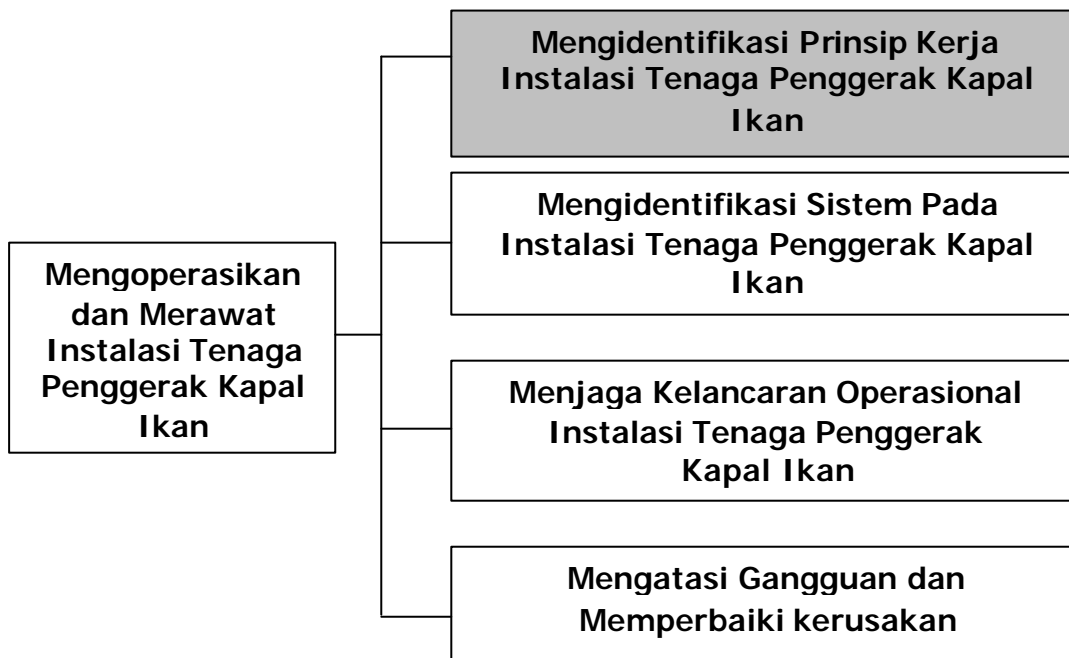 Mengidentifikasi Prinsip Kerja
Instalasi Tenaga Penggerak Kapal
Ikan
Mengidentifikasi Sistem Pada
Instalasi Tenaga Penggerak Kapal
Ikan
Mengoperasikan
dan Merawat
Instalasi Tenaga
Penggerak Kapal
Ikan
Menjaga Kelancaran Operasional
Instalasi Tenaga Penggerak
Kapal Ikan
Mengatasi Gangguan dan
Memperbaiki kerusakan